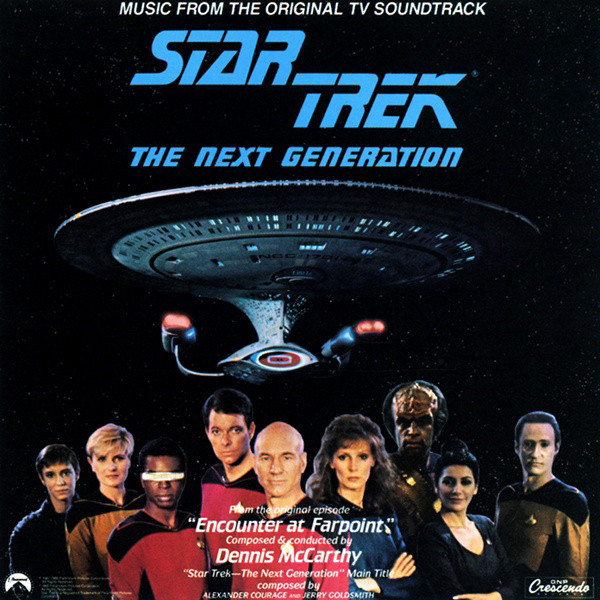 MUSIC FROM THE ORIGINAL TV SOUNDTRACK
STAR
TREK®
THE NEXT GENERATION
From the original episode
"Encounter at Farpoint"
Composed & conducted by
Dennis McCarthy
"Star Trek—The Next Generation" Main Title
composed by
ALEXANDER COURAGE AND JERRY GOLDSMITH
Paramount
GNP
Crescendo